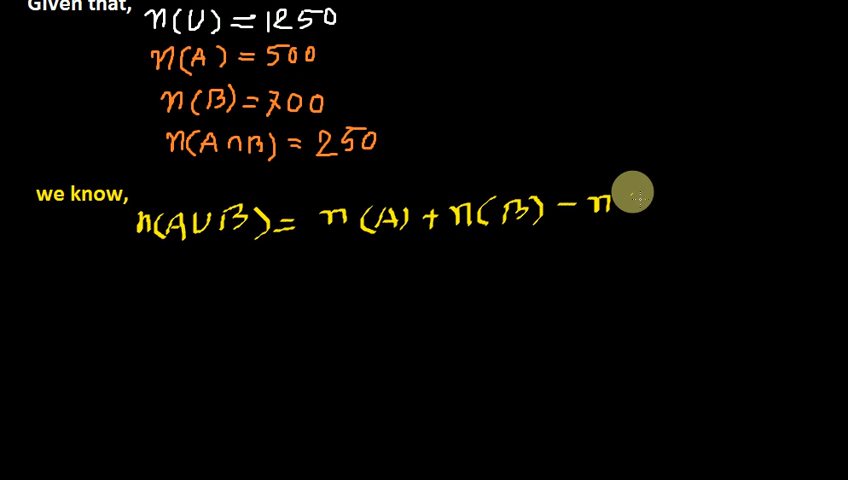 Given that, n(U) = 1250
n(A) = 500
n(B) = 700
n(A∩B) = 250
we know, n(A∪B) = n(A) + n(B) - n